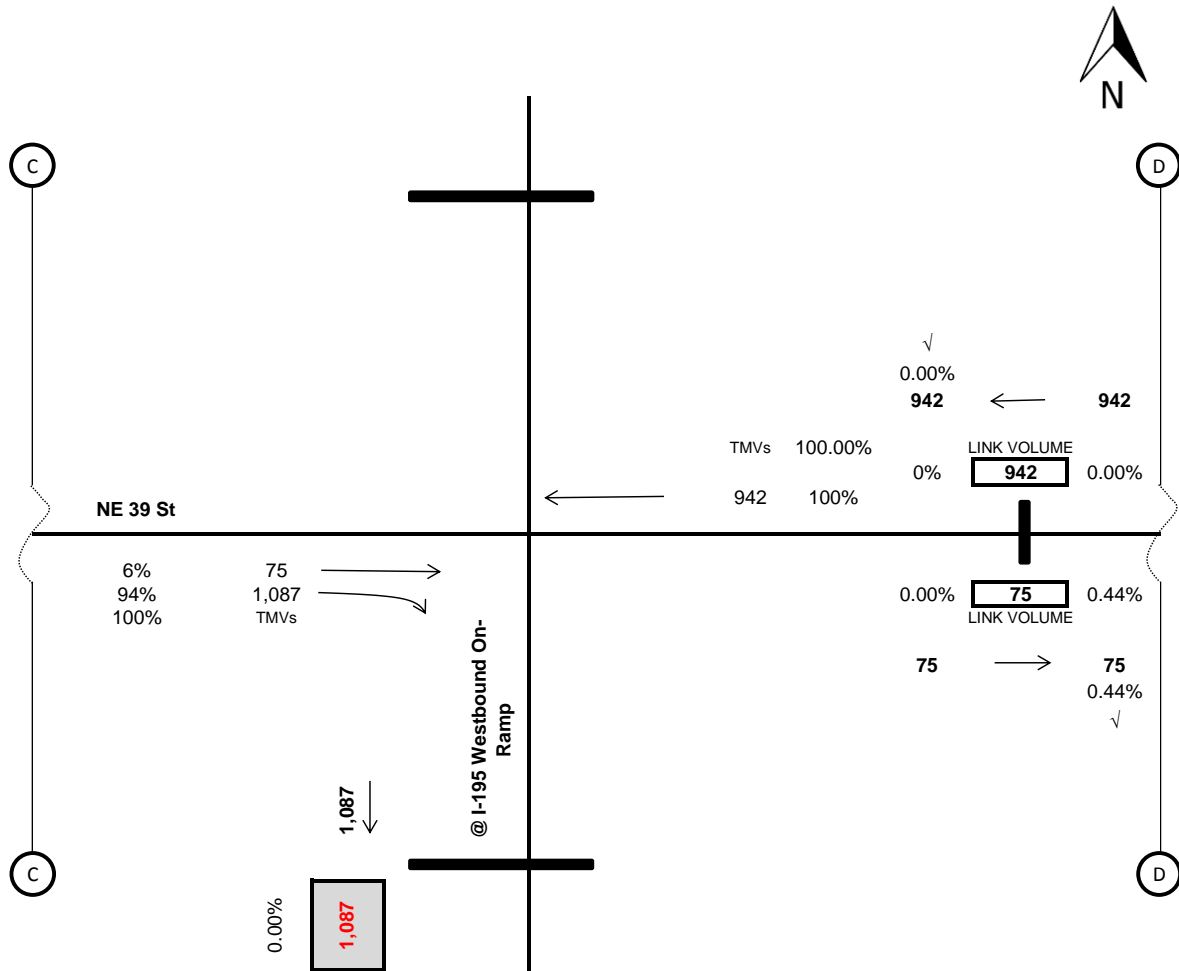 N
C
D
√
0.00%
942 942
TMVs 100.00% LINK VOLUME
0% 942 0.00%
942 100%
NE 39 St
6% 75
94% 1,087
100% TMVs
0.00% 75 0.44%
LINK VOLUME
75 75
0.44%
√
@ I-195 Westbound On-
Ramp
1,087
C
D
0.00%
1,087